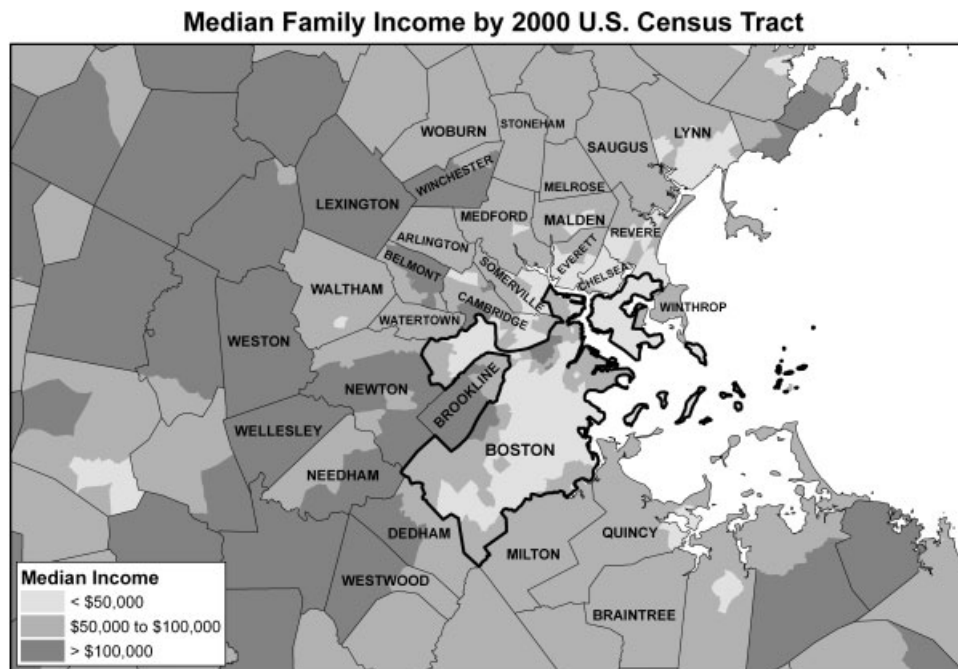 Median Family Income by 2000 U.S. Census Tract
WOBURN
STONEHAM
SAUGUS
LYNN
WINCHESTER
MELROSE
LEXINGTON
MEDFORD
MALDEN
REVERE
ARLINGTON
EVERETT
BELMONT
SOMERVILLE
CHELSEA
WALTHAM
CAMBRIDGE
WINTHROP
WATERTOWN
WESTON
NEWTON
BROOKLINE
WELLESLEY
BOSTON
NEEDHAM
DEDHAM
QUINCY
MILTON
WESTWOOD
BRAINTREE
Median Income
< $50,000
$50,000 to $100,000
> $100,000